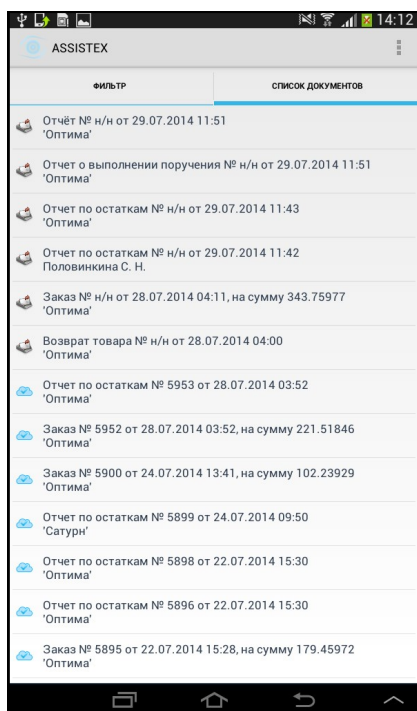 14:12
ASSISTEX
ФИЛЬТР
СПИСОК ДОКУМЕНТОВ
Отчёт № н/н от 29.07.2014 11:51
'Оптима'
Отчет о выполнении поручения № н/н от 29.07.2014 11:51
'Оптима'
Отчет по остаткам № н/н от 29.07.2014 11:43
'Оптима'
Отчет по остаткам № н/н от 29.07.2014 11:42
Половинкина С. Н.
Заказ № н/н от 28.07.2014 04:11, на сумму 343.75977
'Оптима'
Возврат товара № н/н от 28.07.2014 04:00
'Оптима'
Отчет по остаткам № 5953 от 28.07.2014 03:52
'Оптима'
Заказ № 5952 от 28.07.2014 03:52, на сумму 221.51846
'Оптима'
Заказ № 5900 от 24.07.2014 13:41, на сумму 102.23929
'Оптима'
Отчет по остаткам № 5899 от 24.07.2014 09:50
'Сатурн'
Отчет по остаткам № 5898 от 22.07.2014 15:30
'Оптима'
Отчет по остаткам № 5896 от 22.07.2014 15:30
'Оптима'
Заказ № 5895 от 22.07.2014 15:28, на сумму 179.45972
'Оптима'